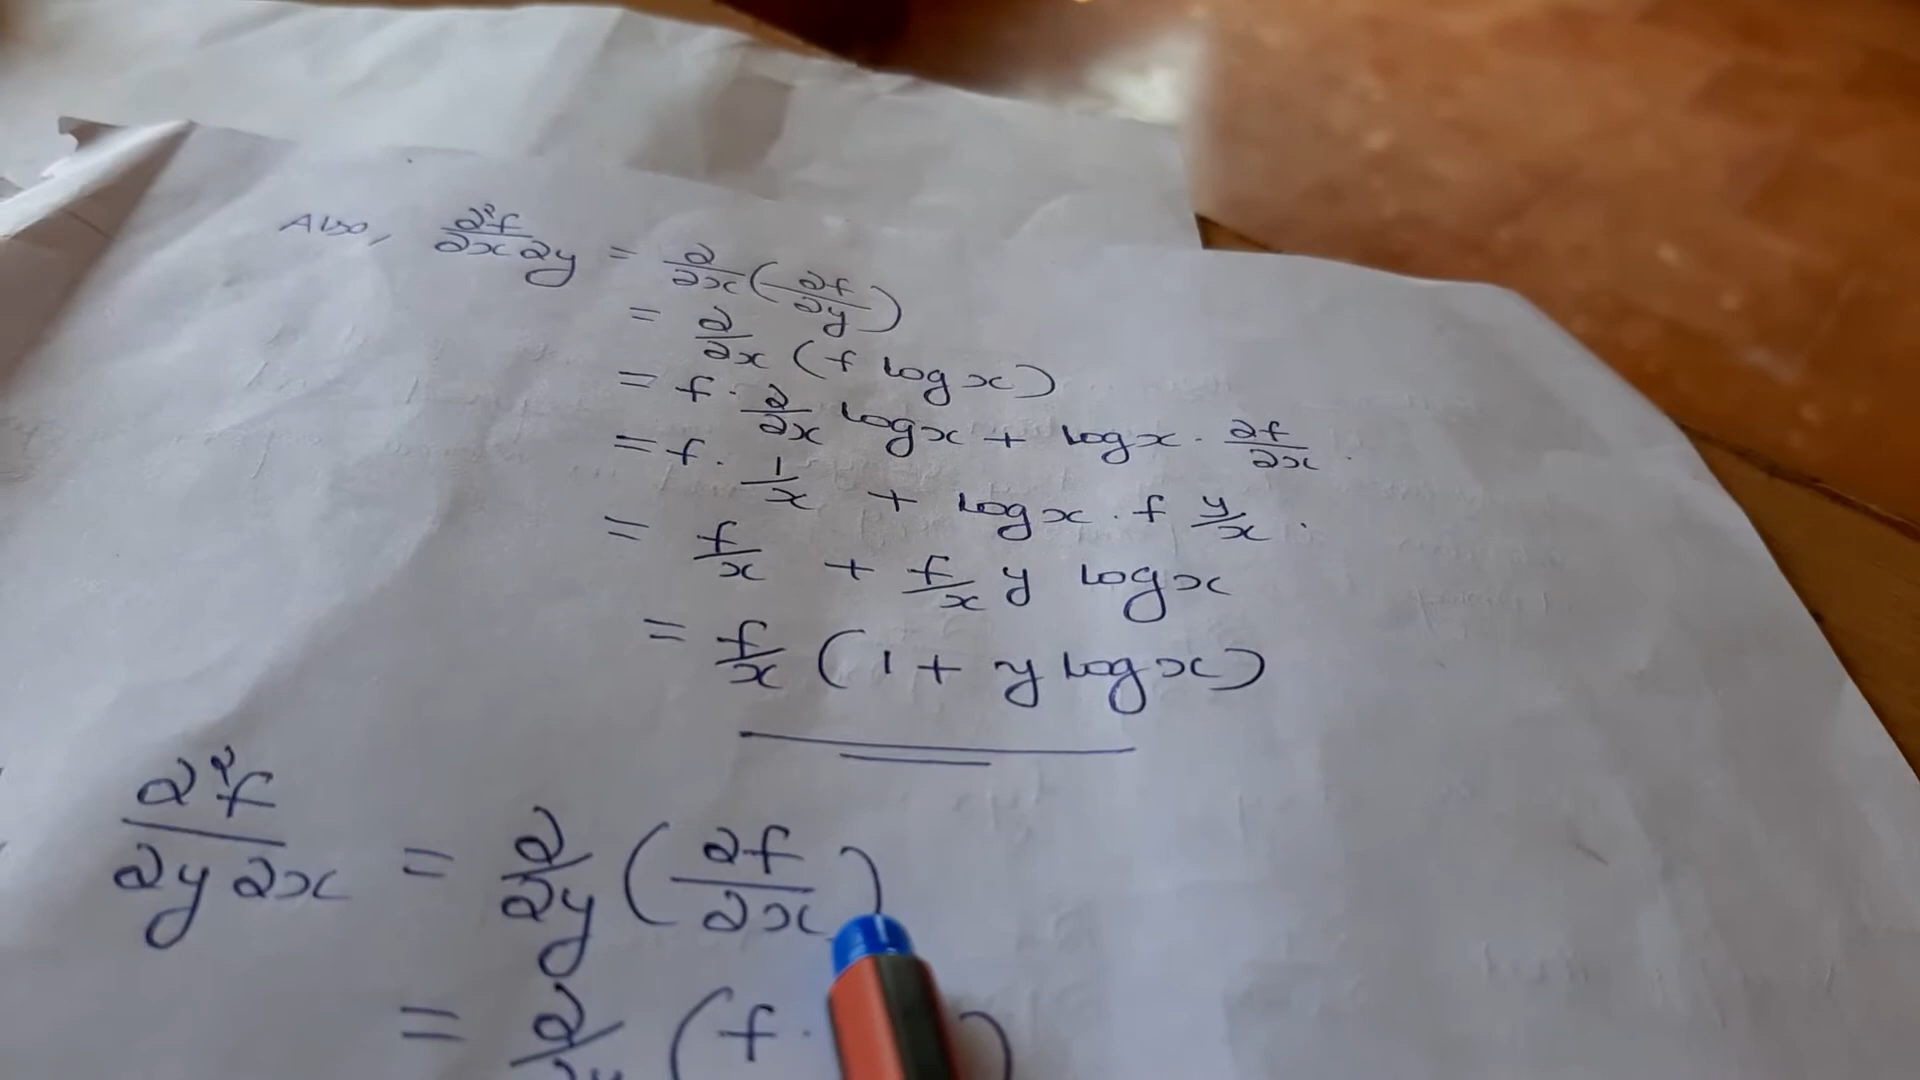 Also, ∂²f/∂x∂y = ∂/∂x (∂f/∂y)
= ∂/∂x (f log x)
= f · ∂/∂x log x + log x · ∂f/∂x
= f · 1/x + log x · f y/x
= f/x + f/x y log x
= f/x (1 + y log x)
∂²f/∂y∂x = ∂/∂y (∂f/∂x)
= (f ·